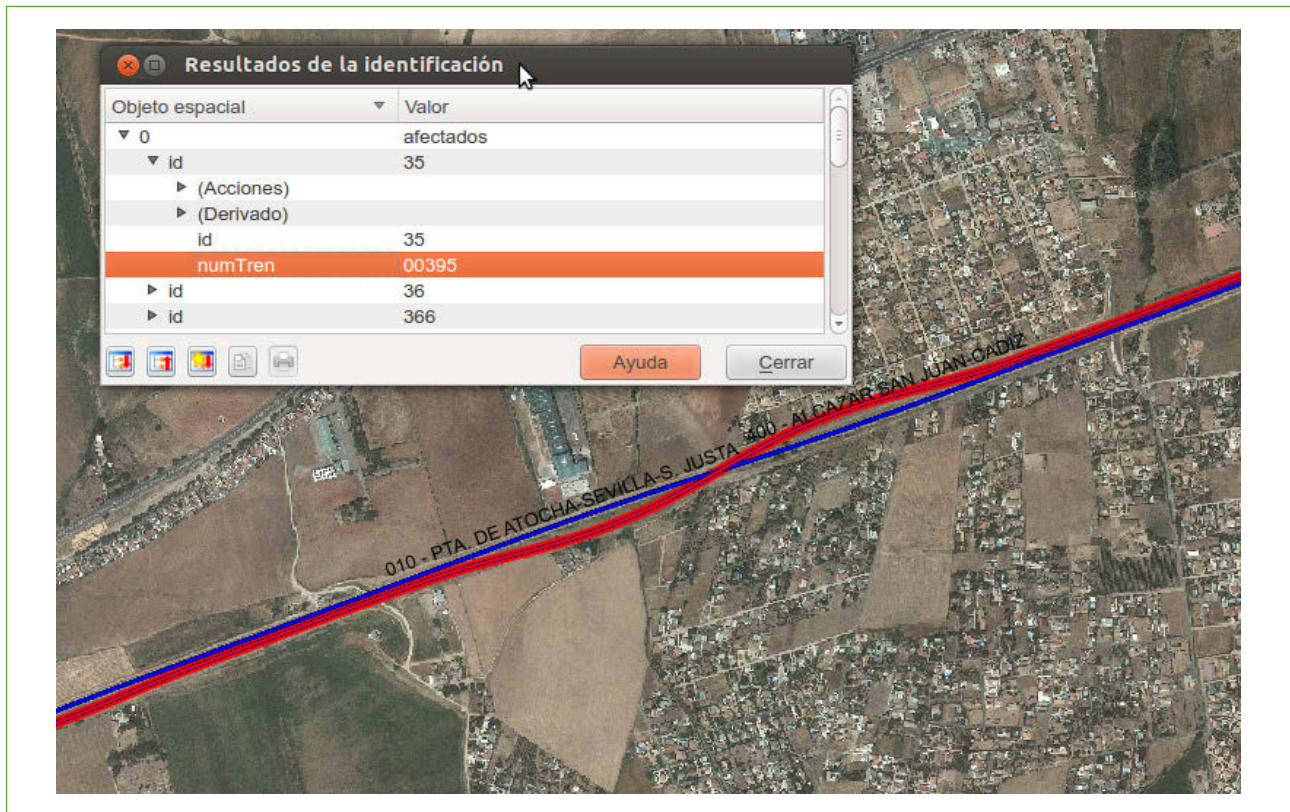 Resultados de la identificación
Objeto espacial Valor
0 afectados
id 35
(Acciones)
(Derivado)
id 35
numTren 00395
id 36
id 366
Ayuda Cerrar
010 - PTA. DE ATOCHA-SEVILLA-S. JUSTA
400 - ALCAZAR SAN JUAN-CADIZ